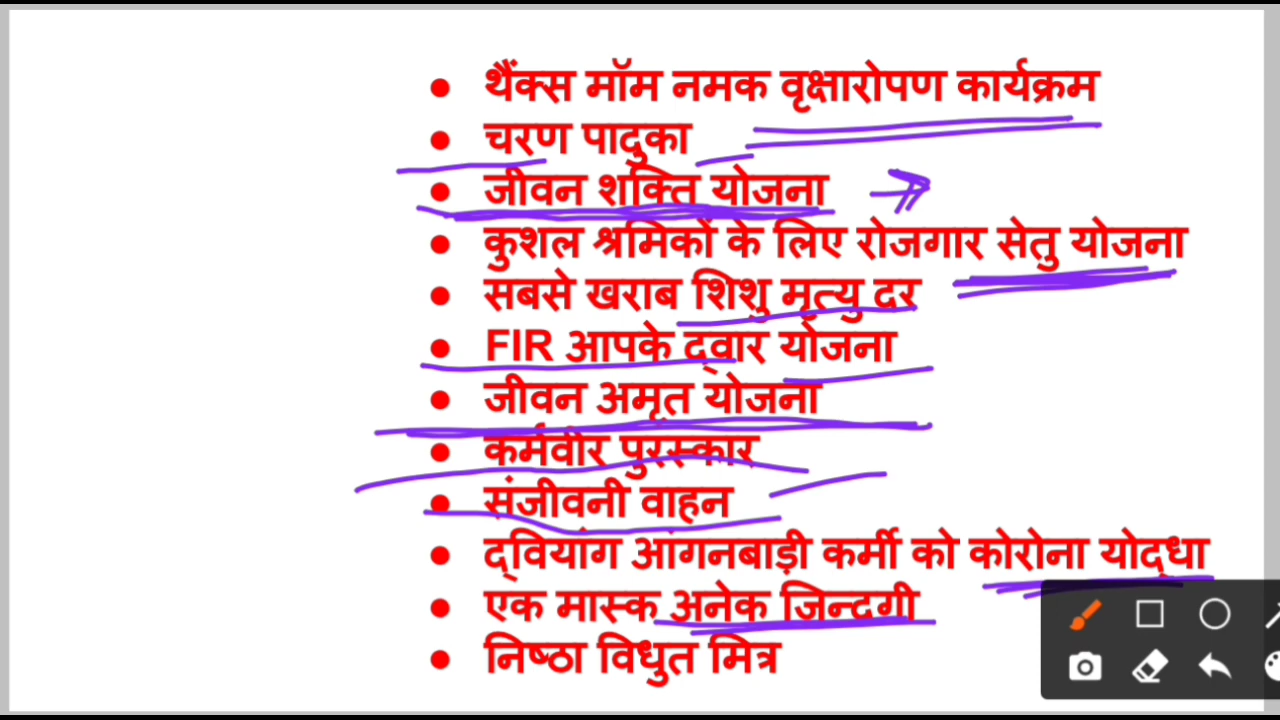 • थैंक्स मॉम नमक वृक्षारोपण कार्यक्रम
• चरण पादुका
• जीवन शक्ति योजना
• कुशल श्रमिकों के लिए रोजगार सेतु योजना
• सबसे खराब शिशु मृत्यु दर
• FIR आपके द्वार योजना
• जीवन अमृत योजना
• कर्मवीर पुरस्कार
• संजीवनी वाहन
• द्वियांग आंगनबाड़ी कर्मी को कोरोना योद्धा
• एक मास्क अनेक जिन्दगी
• निष्ठा विधुत मित्र